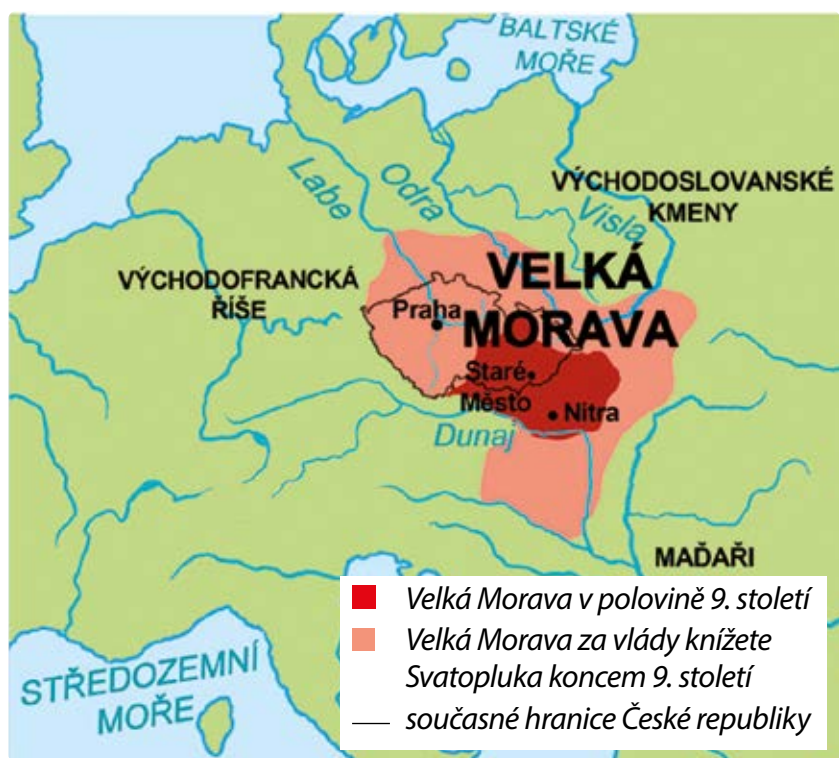 BALTSKÉ
MOŘE
Labe
Odra
Visla
VÝCHODOSLOVANSKÉ
KMENY
VÝCHODOFRANCKÁ
ŘÍŠE
VELKÁ
MORAVA
Praha
Staré
Město
Nitra
Dunaj
MAĎAŘI
STŘEDOZEMNÍ
MOŘE
Velká Morava v polovině 9. století
Velká Morava za vlády knížete
Svatopluka koncem 9. století
současné hranice České republiky